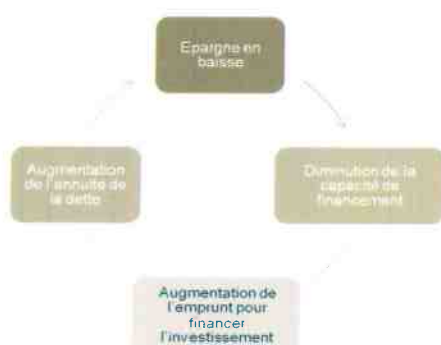 Epargne en
baisse
Diminution de la
capacité de
financement
Augmentation de
l'emprunt pour
financer
l'investissement
Augmentation
de l'annuité de
la dette